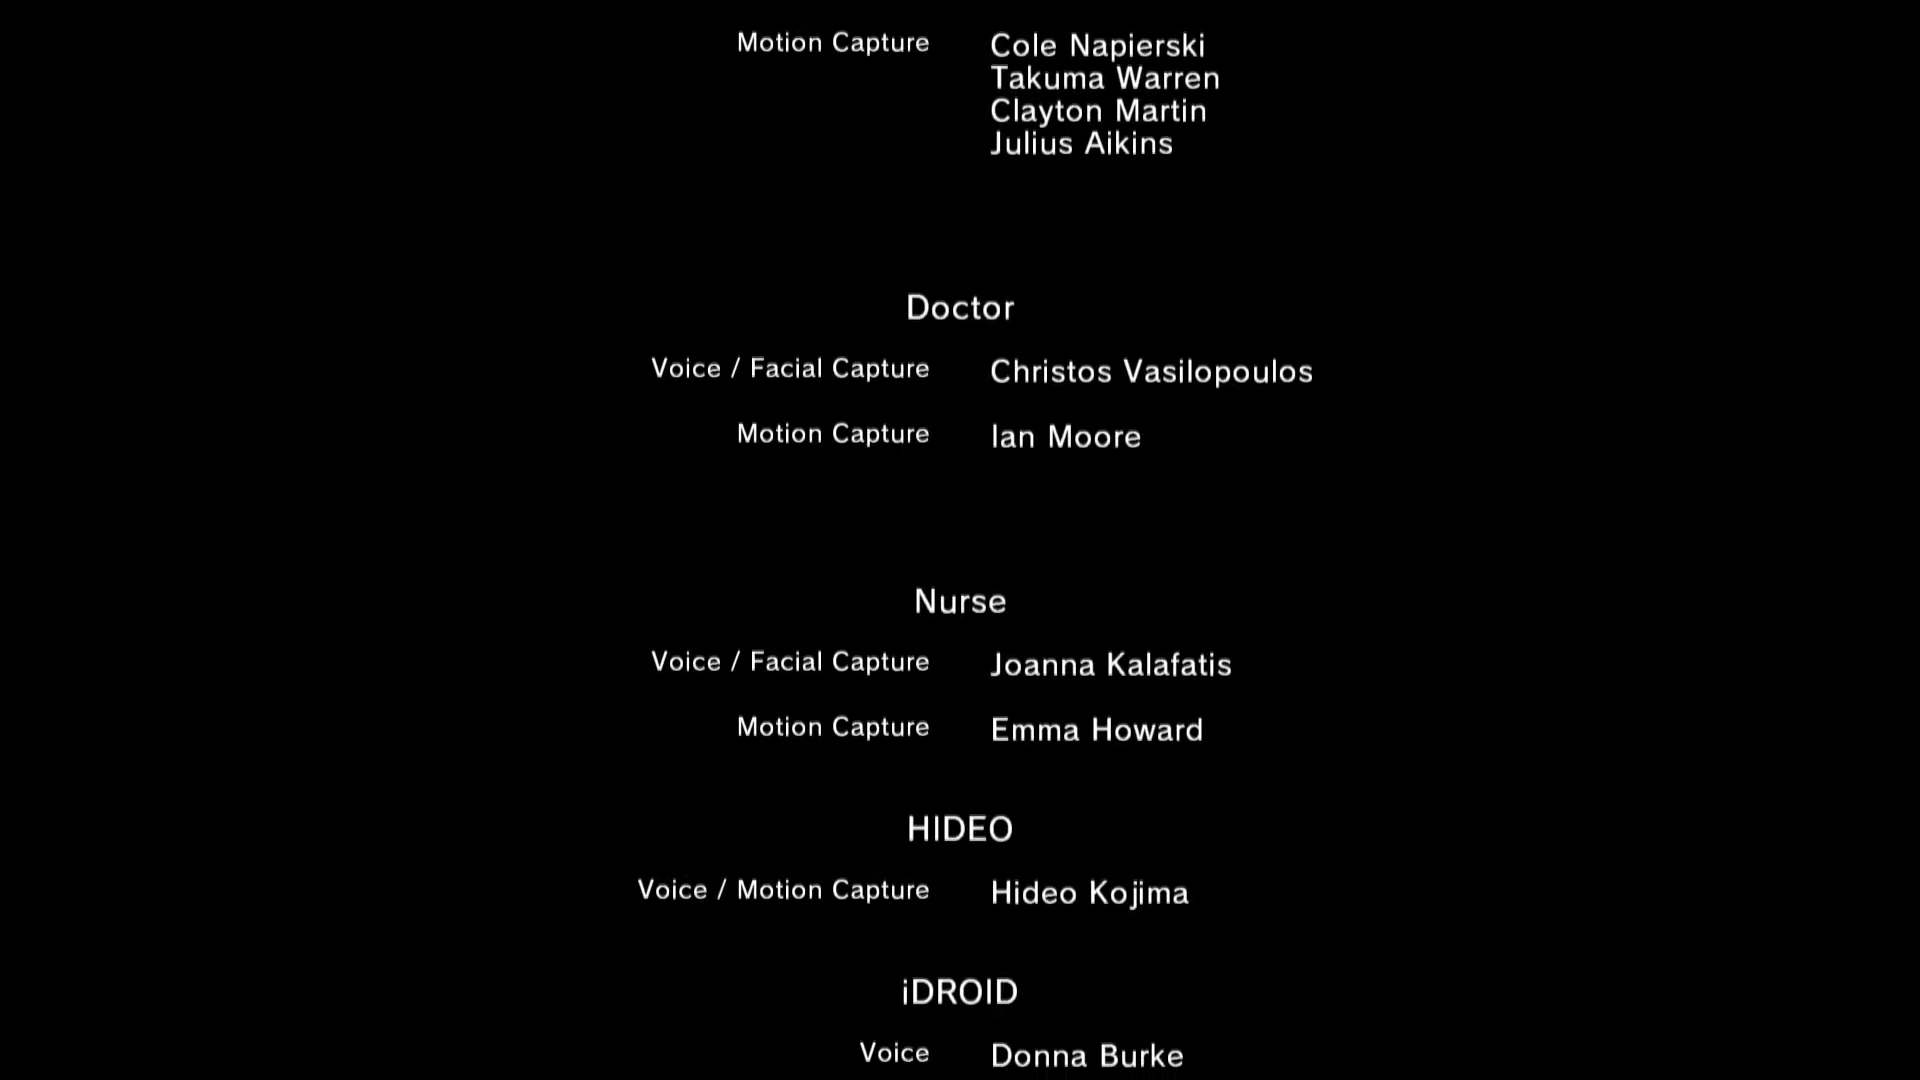 Motion Capture Cole Napierski
Takuma Warren
Clayton Martin
Julius Aikins
Doctor
Voice / Facial Capture Christos Vasilopoulos
Motion Capture Ian Moore
Nurse
Voice / Facial Capture Joanna Kalafatis
Motion Capture Emma Howard
HIDEO
Voice / Motion Capture Hideo Kojima
iDROID
Voice Donna Burke